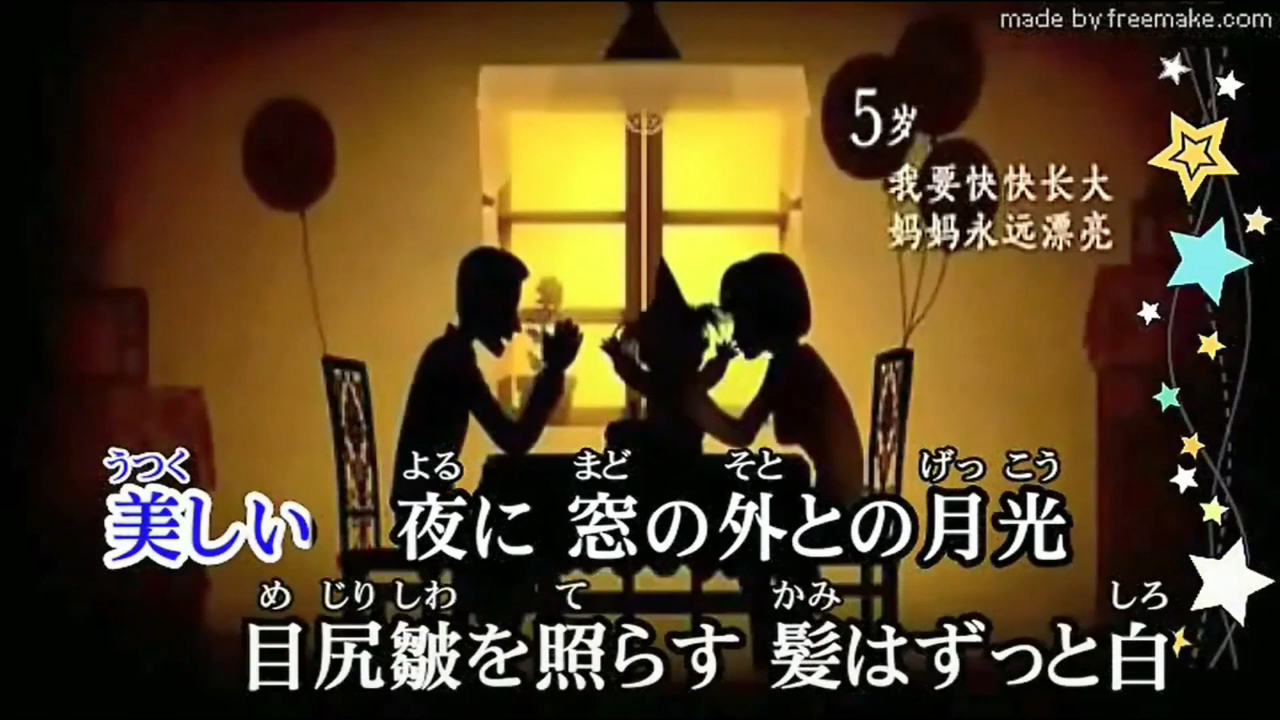 made by freemake.com
5岁
我要快快长大
妈妈永远漂亮
うつく よる まど そと げっ こう
美しい 夜に 窓の外との月光
め じり しわ て かみ しろ
目尻皺を照らす 髪はずっと白